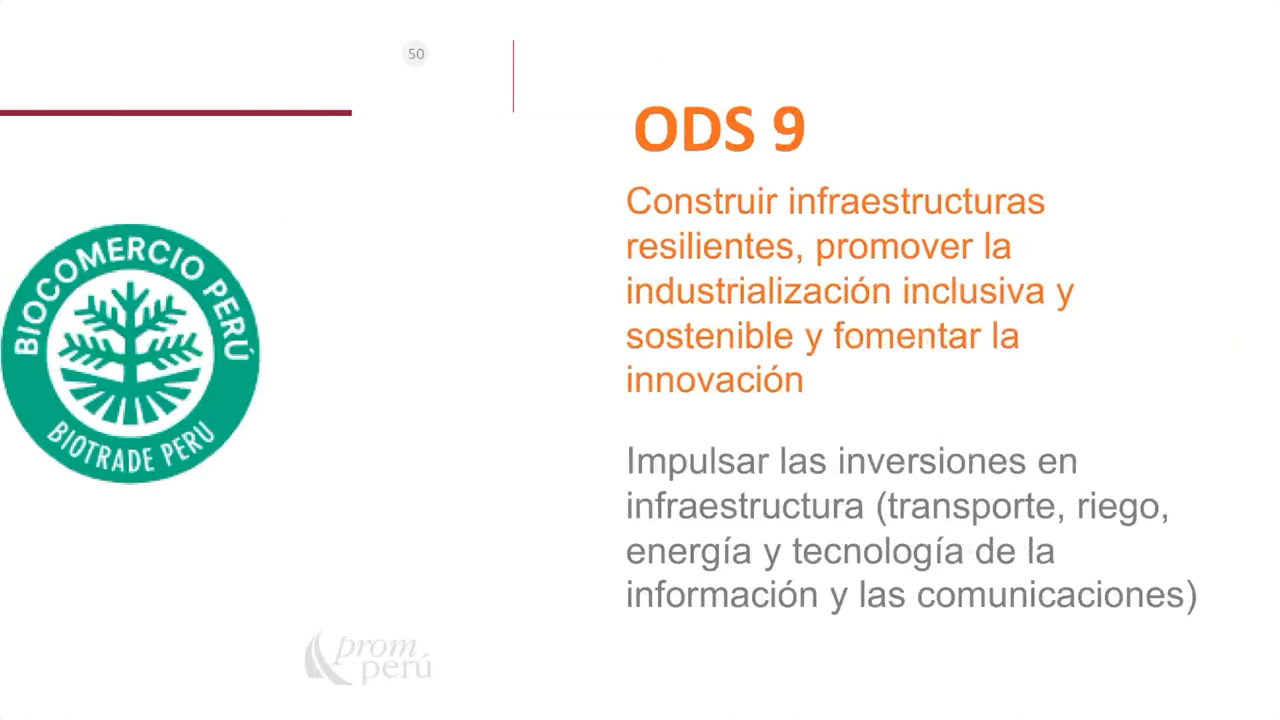 50
ODS 9
Construir infraestructuras
resilientes, promover la
industrialización inclusiva y
sostenible y fomentar la
innovación
Impulsar las inversiones en
infraestructura (transporte, riego,
energía y tecnología de la
información y las comunicaciones)
BIOCOMERCIO PERÚ
BIOTRADE PERU
prom
perú